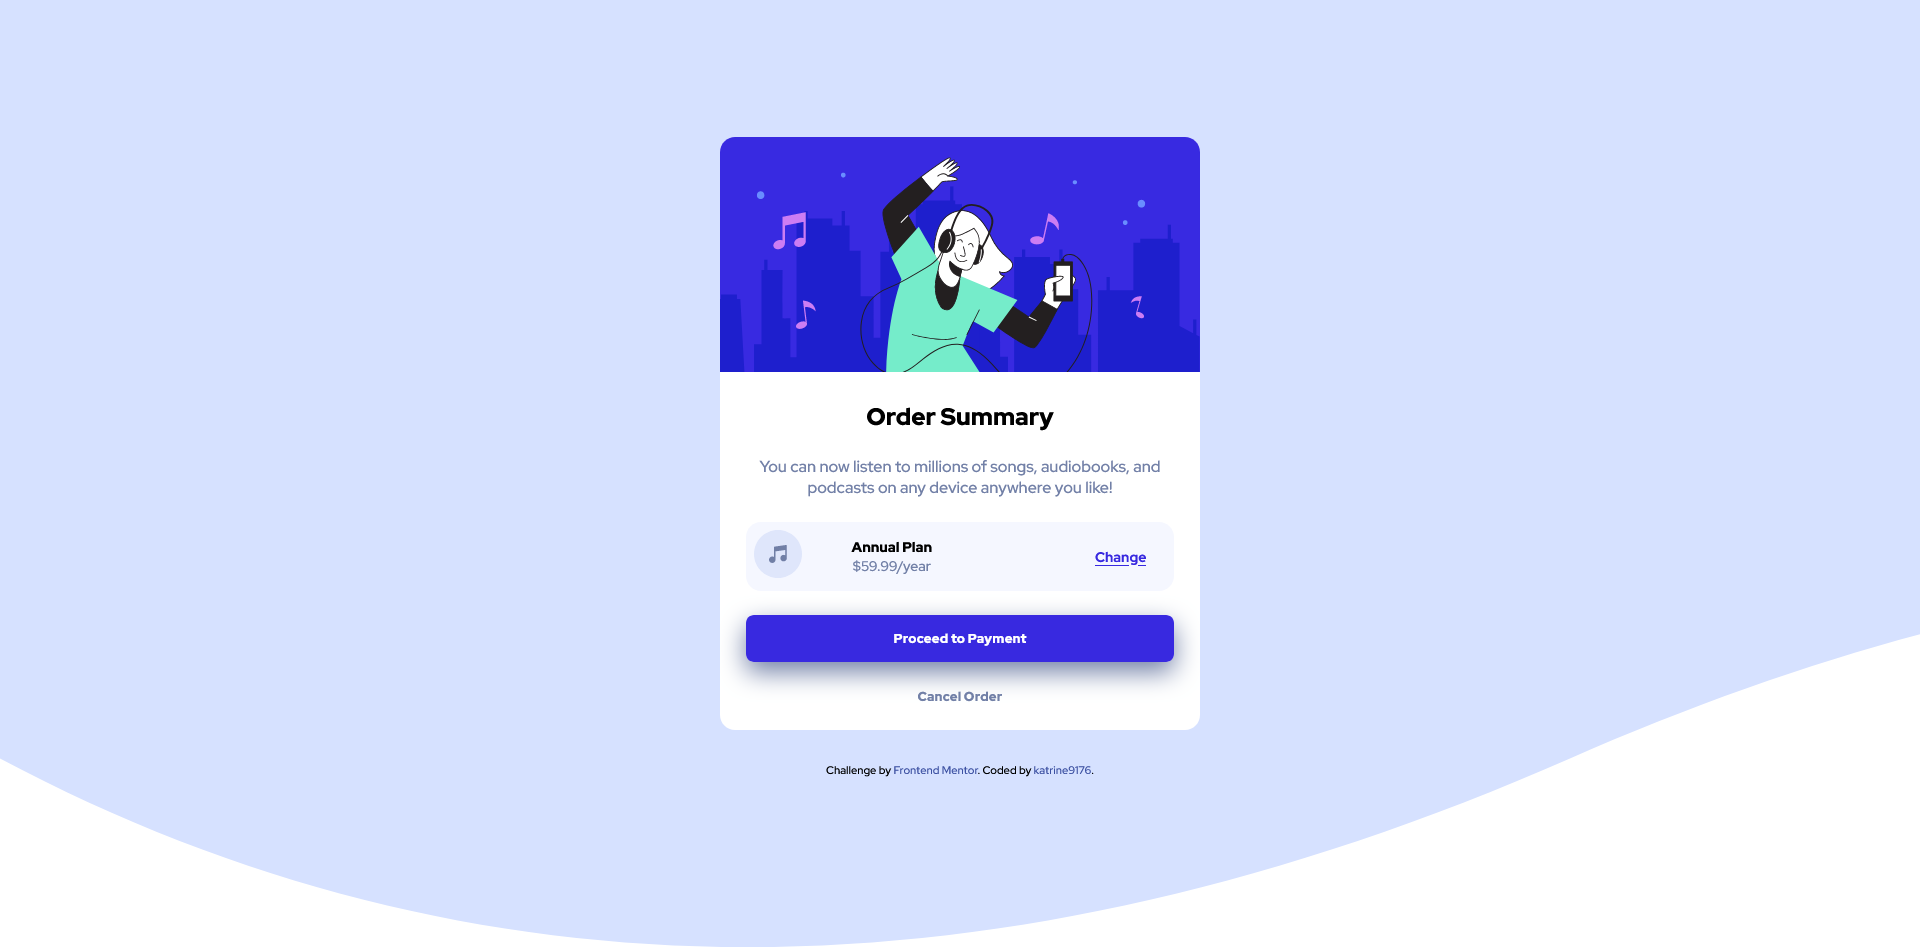 Order Summary
You can now listen to millions of songs, audiobooks, and
podcasts on any device anywhere you like!
Annual Plan
$59.99/year
Change
Proceed to Payment
Cancel Order
Challenge by Frontend Mentor. Coded by katrine9176.